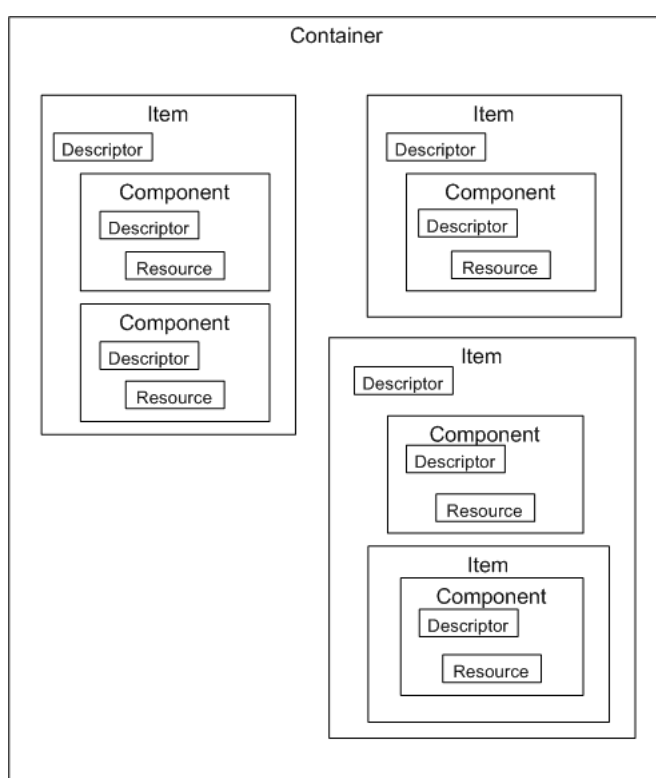 Container
Item
Descriptor
Component
Descriptor
Resource
Component
Descriptor
Resource
Item
Descriptor
Component
Descriptor
Resource
Item
Descriptor
Component
Descriptor
Resource
Item
Component
Descriptor
Resource